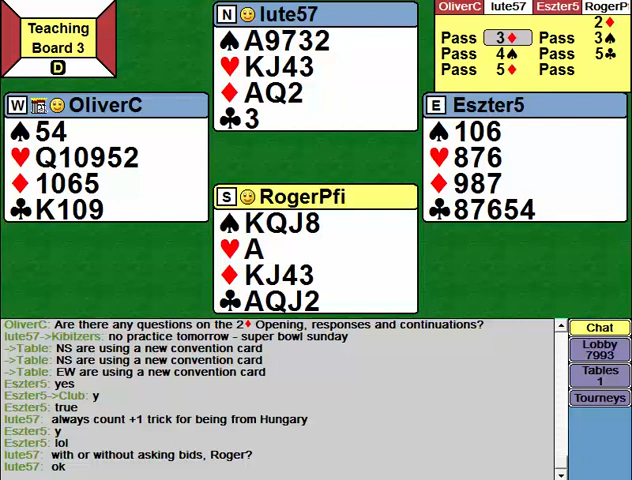 Teaching
Board 3
D
N lute57
♠ A9732
♥ KJ43
♦ AQ2
♣ 3
OliverC lute57 Eszter5 RogerPf
2♦
Pass 3♦ Pass 3♠
Pass 4♠ Pass 5♣
Pass 5♦ Pass
W OliverC
♠ 54
♥ Q10952
♦ 1065
♣ K109
E Eszter5
♠ 106
♥ 876
♦ 987
♣ 87654
S RogerPfi
♠ KQJ8
♥ A
♦ KJ43
♣ AQJ2
OliverC: Are there any questions on the 2♦ Opening, responses and continuations?
lute57->Kibitzers: no practice tomorrow - super bowl sunday
->Table: NS are using a new convention card
->Table: NS are using a new convention card
->Table: EW are using a new convention card
Eszter5: yes
Eszter5->Club: y
Eszter5: true
lute57: always count +1 trick for being from Hungary
Eszter5: y
Eszter5: lol
lute57: with or without asking bids, Roger?
lute57: ok
Chat
Lobby
7993
Tables
1
Tourneys